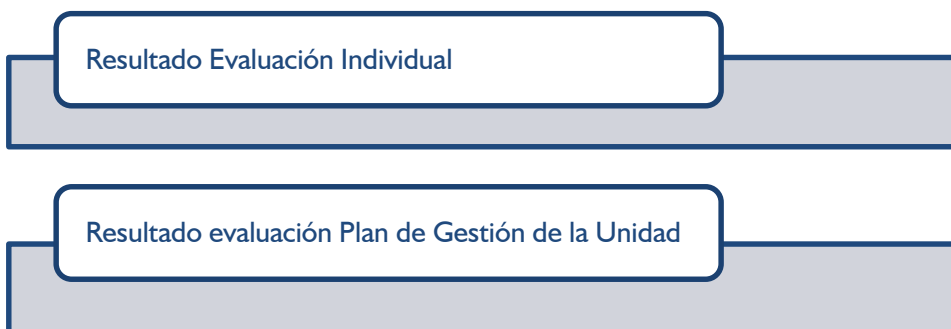 Resultado Evaluación Individual
Resultado evaluación Plan de Gestión de la Unidad